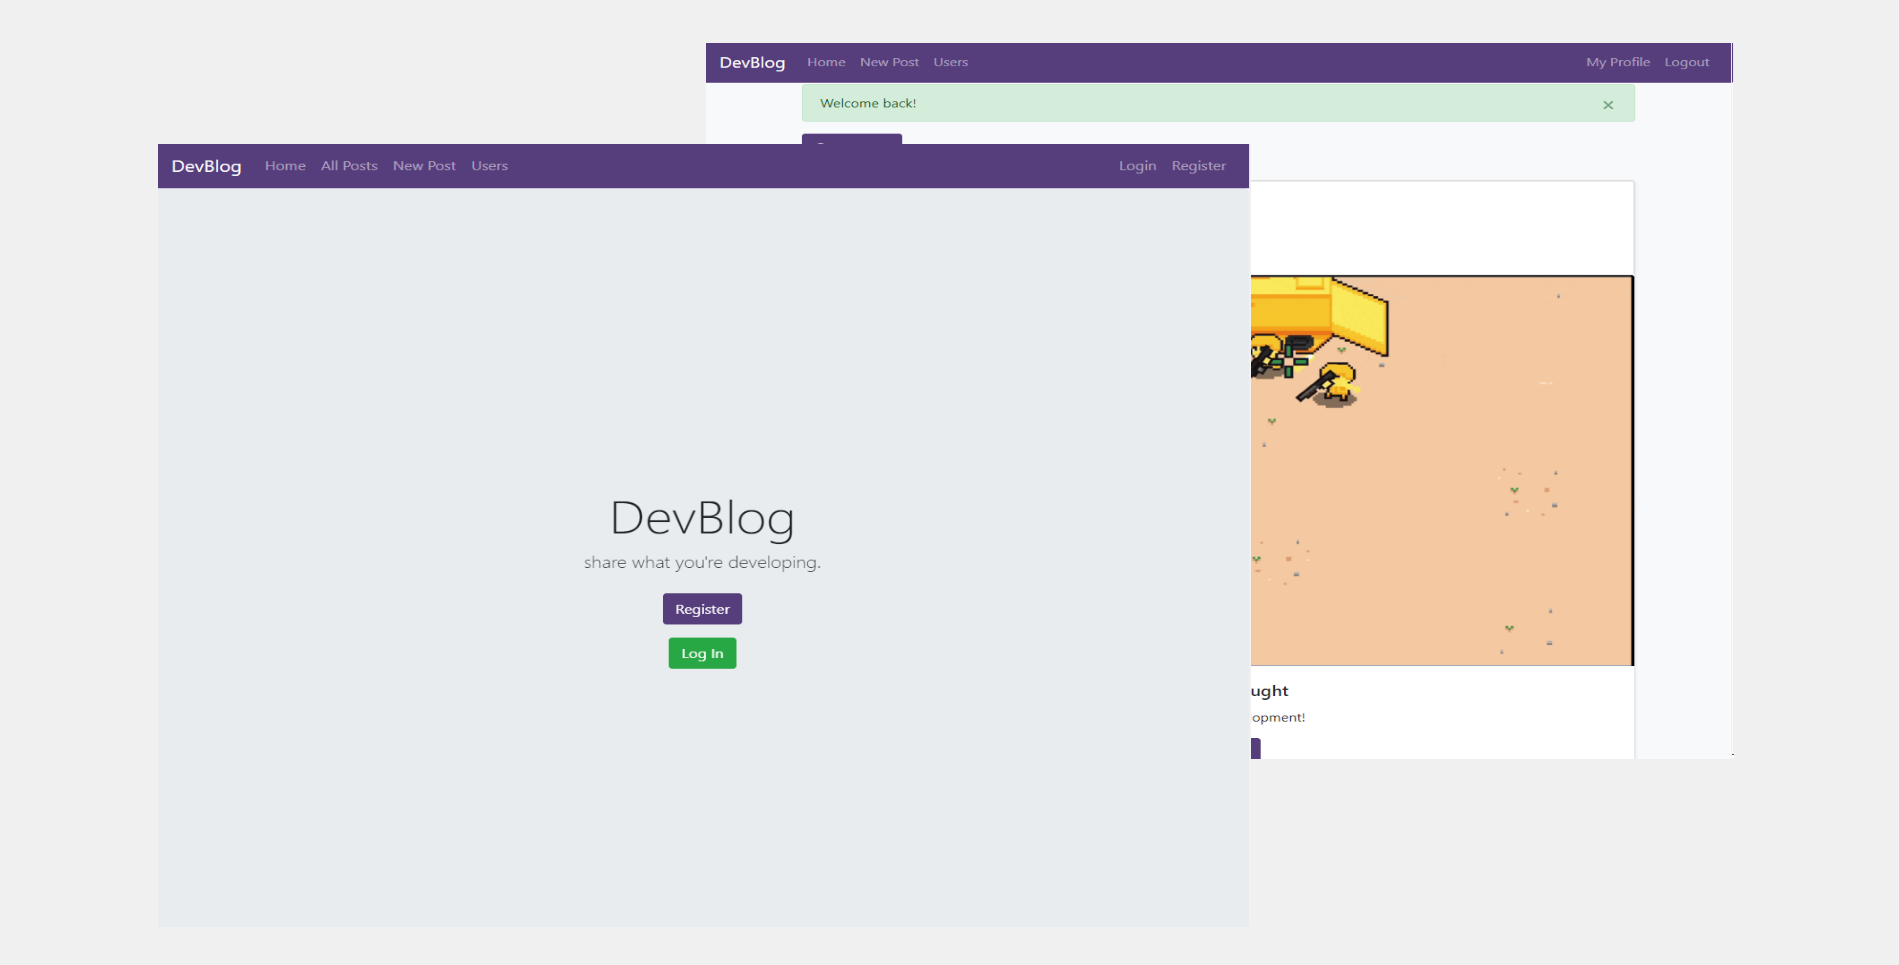 DevBlog Home New Post Users My Profile Logout
Welcome back!
DevBlog Home All Posts New Post Users Login Register
DevBlog
share what you're developing.
Register
Log In
ught
opment!